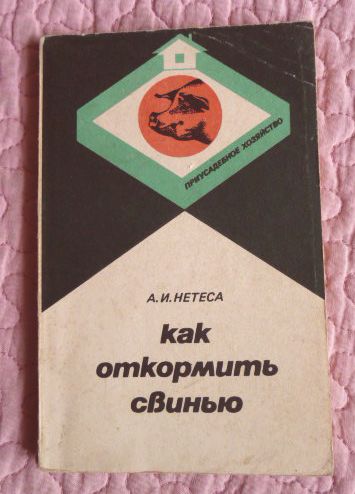 ПРИУСАДЕБНОЕ ХОЗЯЙСТВО
А.И.НЕТЕСА
как
откормить
свинью